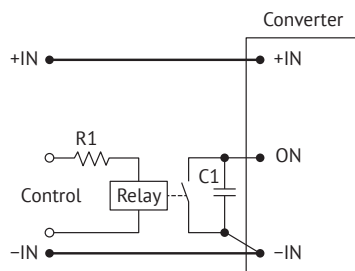 Converter
+IN
+IN
R1
ON
C1
Control
Relay
−IN
−IN